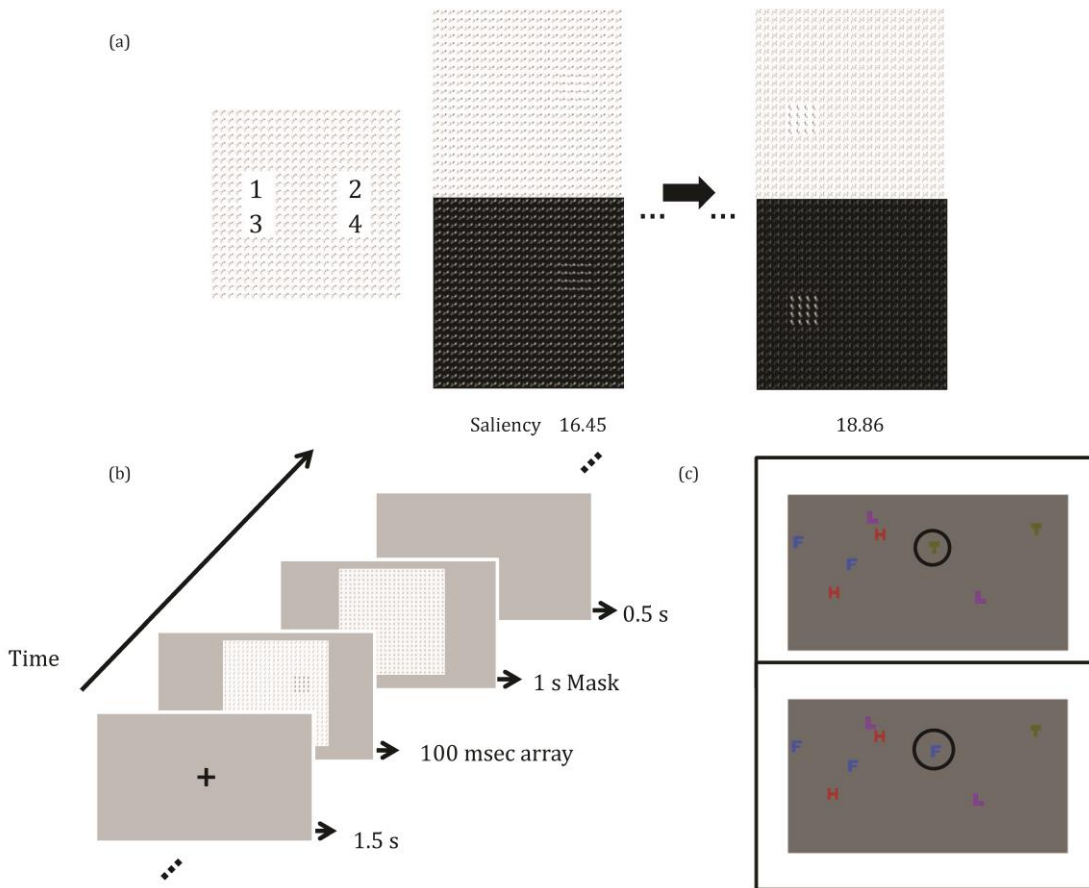 (a)
1 2
3 4
Saliency 16.45 18.86
(b)
Time
+
1.5 s
100 msec array
1 s Mask
0.5 s
(c)
L
H
F
T
T
F
H
L
L
H
F
F
T
F
H
L